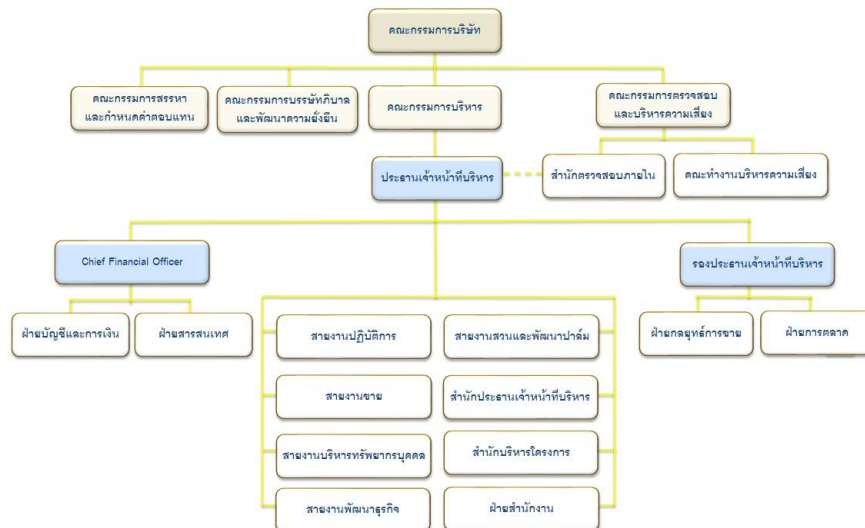 คณะกรรมการบริษัท
คณะกรรมการสรรหา
และกำหนดค่าตอบแทน
คณะกรรมการบรรษัทภิบาล
และพัฒนาความยั่งยืน
คณะกรรมการบริหาร
คณะกรรมการตรวจสอบ
และบริหารความเสี่ยง
ประธานเจ้าหน้าที่บริหาร
สำนักตรวจสอบภายใน
คณะทำงานบริหารความเสี่ยง
Chief Financial Officer
รองประธานเจ้าหน้าที่บริหาร
ฝ่ายบัญชีและการเงิน
ฝ่ายสารสนเทศ
สายงานปฏิบัติการ
สายงานสวนและพัฒนาปาล์ม
ฝ่ายกลยุทธ์การขาย
ฝ่ายการตลาด
สายงานขาย
สำนักประธานเจ้าหน้าที่บริหาร
สายงานบริหารทรัพยากรบุคคล
สำนักบริหารโครงการ
สายงานพัฒนาธุรกิจ
ฝ่ายสำนักงาน